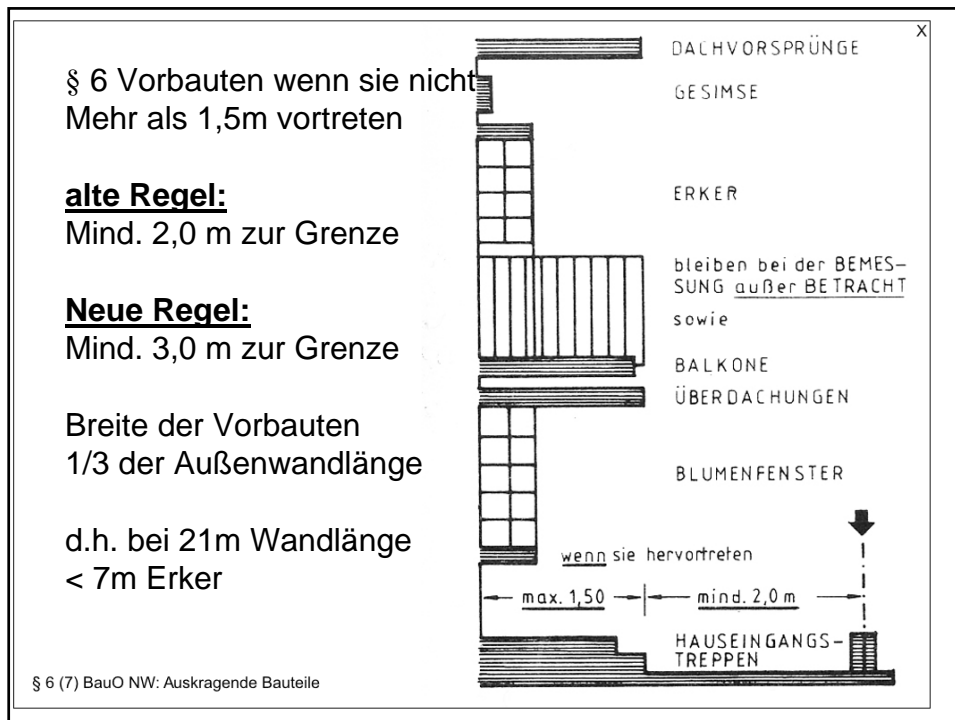 X
§ 6 Vorbauten wenn sie nicht
Mehr als 1,5m vortreten
alte Regel:
Mind. 2,0 m zur Grenze
Neue Regel:
Mind. 3,0 m zur Grenze
Breite der Vorbauten
1/3 der Außenwandlänge
d.h. bei 21m Wandlänge
< 7m Erker
§ 6 (7) BauO NW: Auskragende Bauteile
DACHVORSPRÜNGE
GESIMSE
ERKER
bleiben bei der BEMES-
SUNG außer BETRACHT
sowie
BALKONE
ÜBERDACHUNGEN
BLUMENFENSTER
wenn sie hervortreten
max. 1,50
mind. 2,0 m
HAUSEINGANGS-
TREPPEN